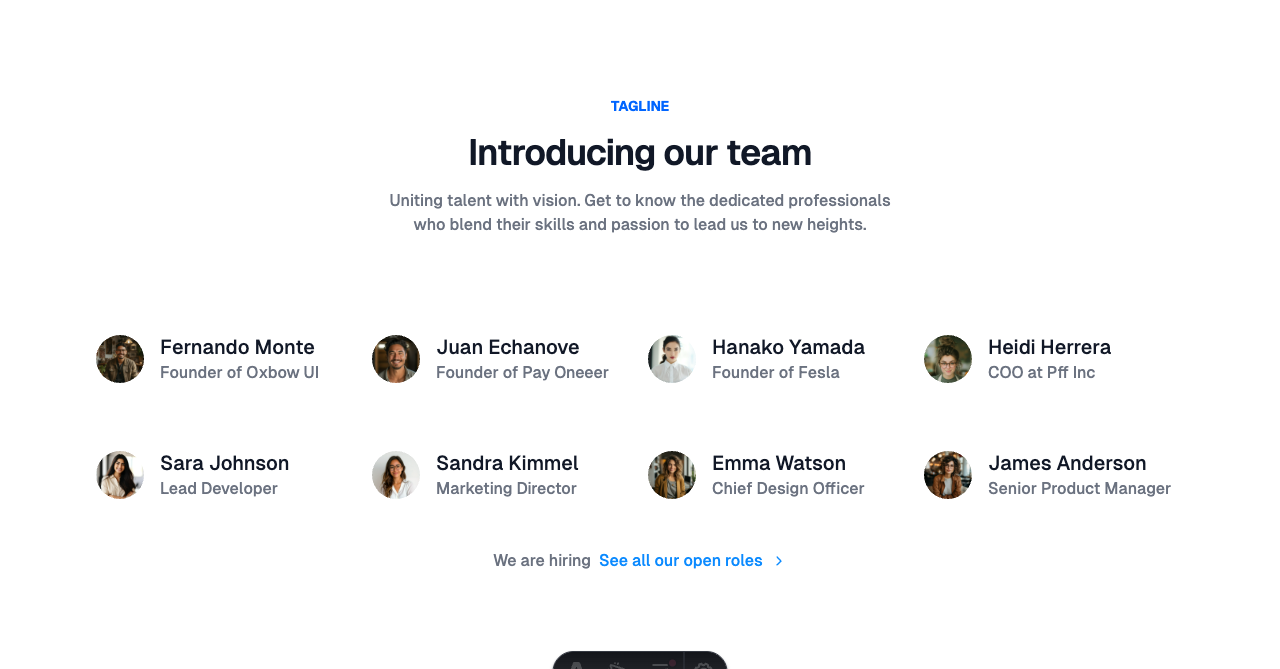 TAGLINE
Introducing our team
Uniting talent with vision. Get to know the dedicated professionals
who blend their skills and passion to lead us to new heights.
Fernando Monte
Founder of Oxbow UI
Juan Echanove
Founder of Pay Oneeer
Hanako Yamada
Founder of Fesla
Heidi Herrera
COO at Pff Inc
Sara Johnson
Lead Developer
Sandra Kimmel
Marketing Director
Emma Watson
Chief Design Officer
James Anderson
Senior Product Manager
We are hiring See all our open roles